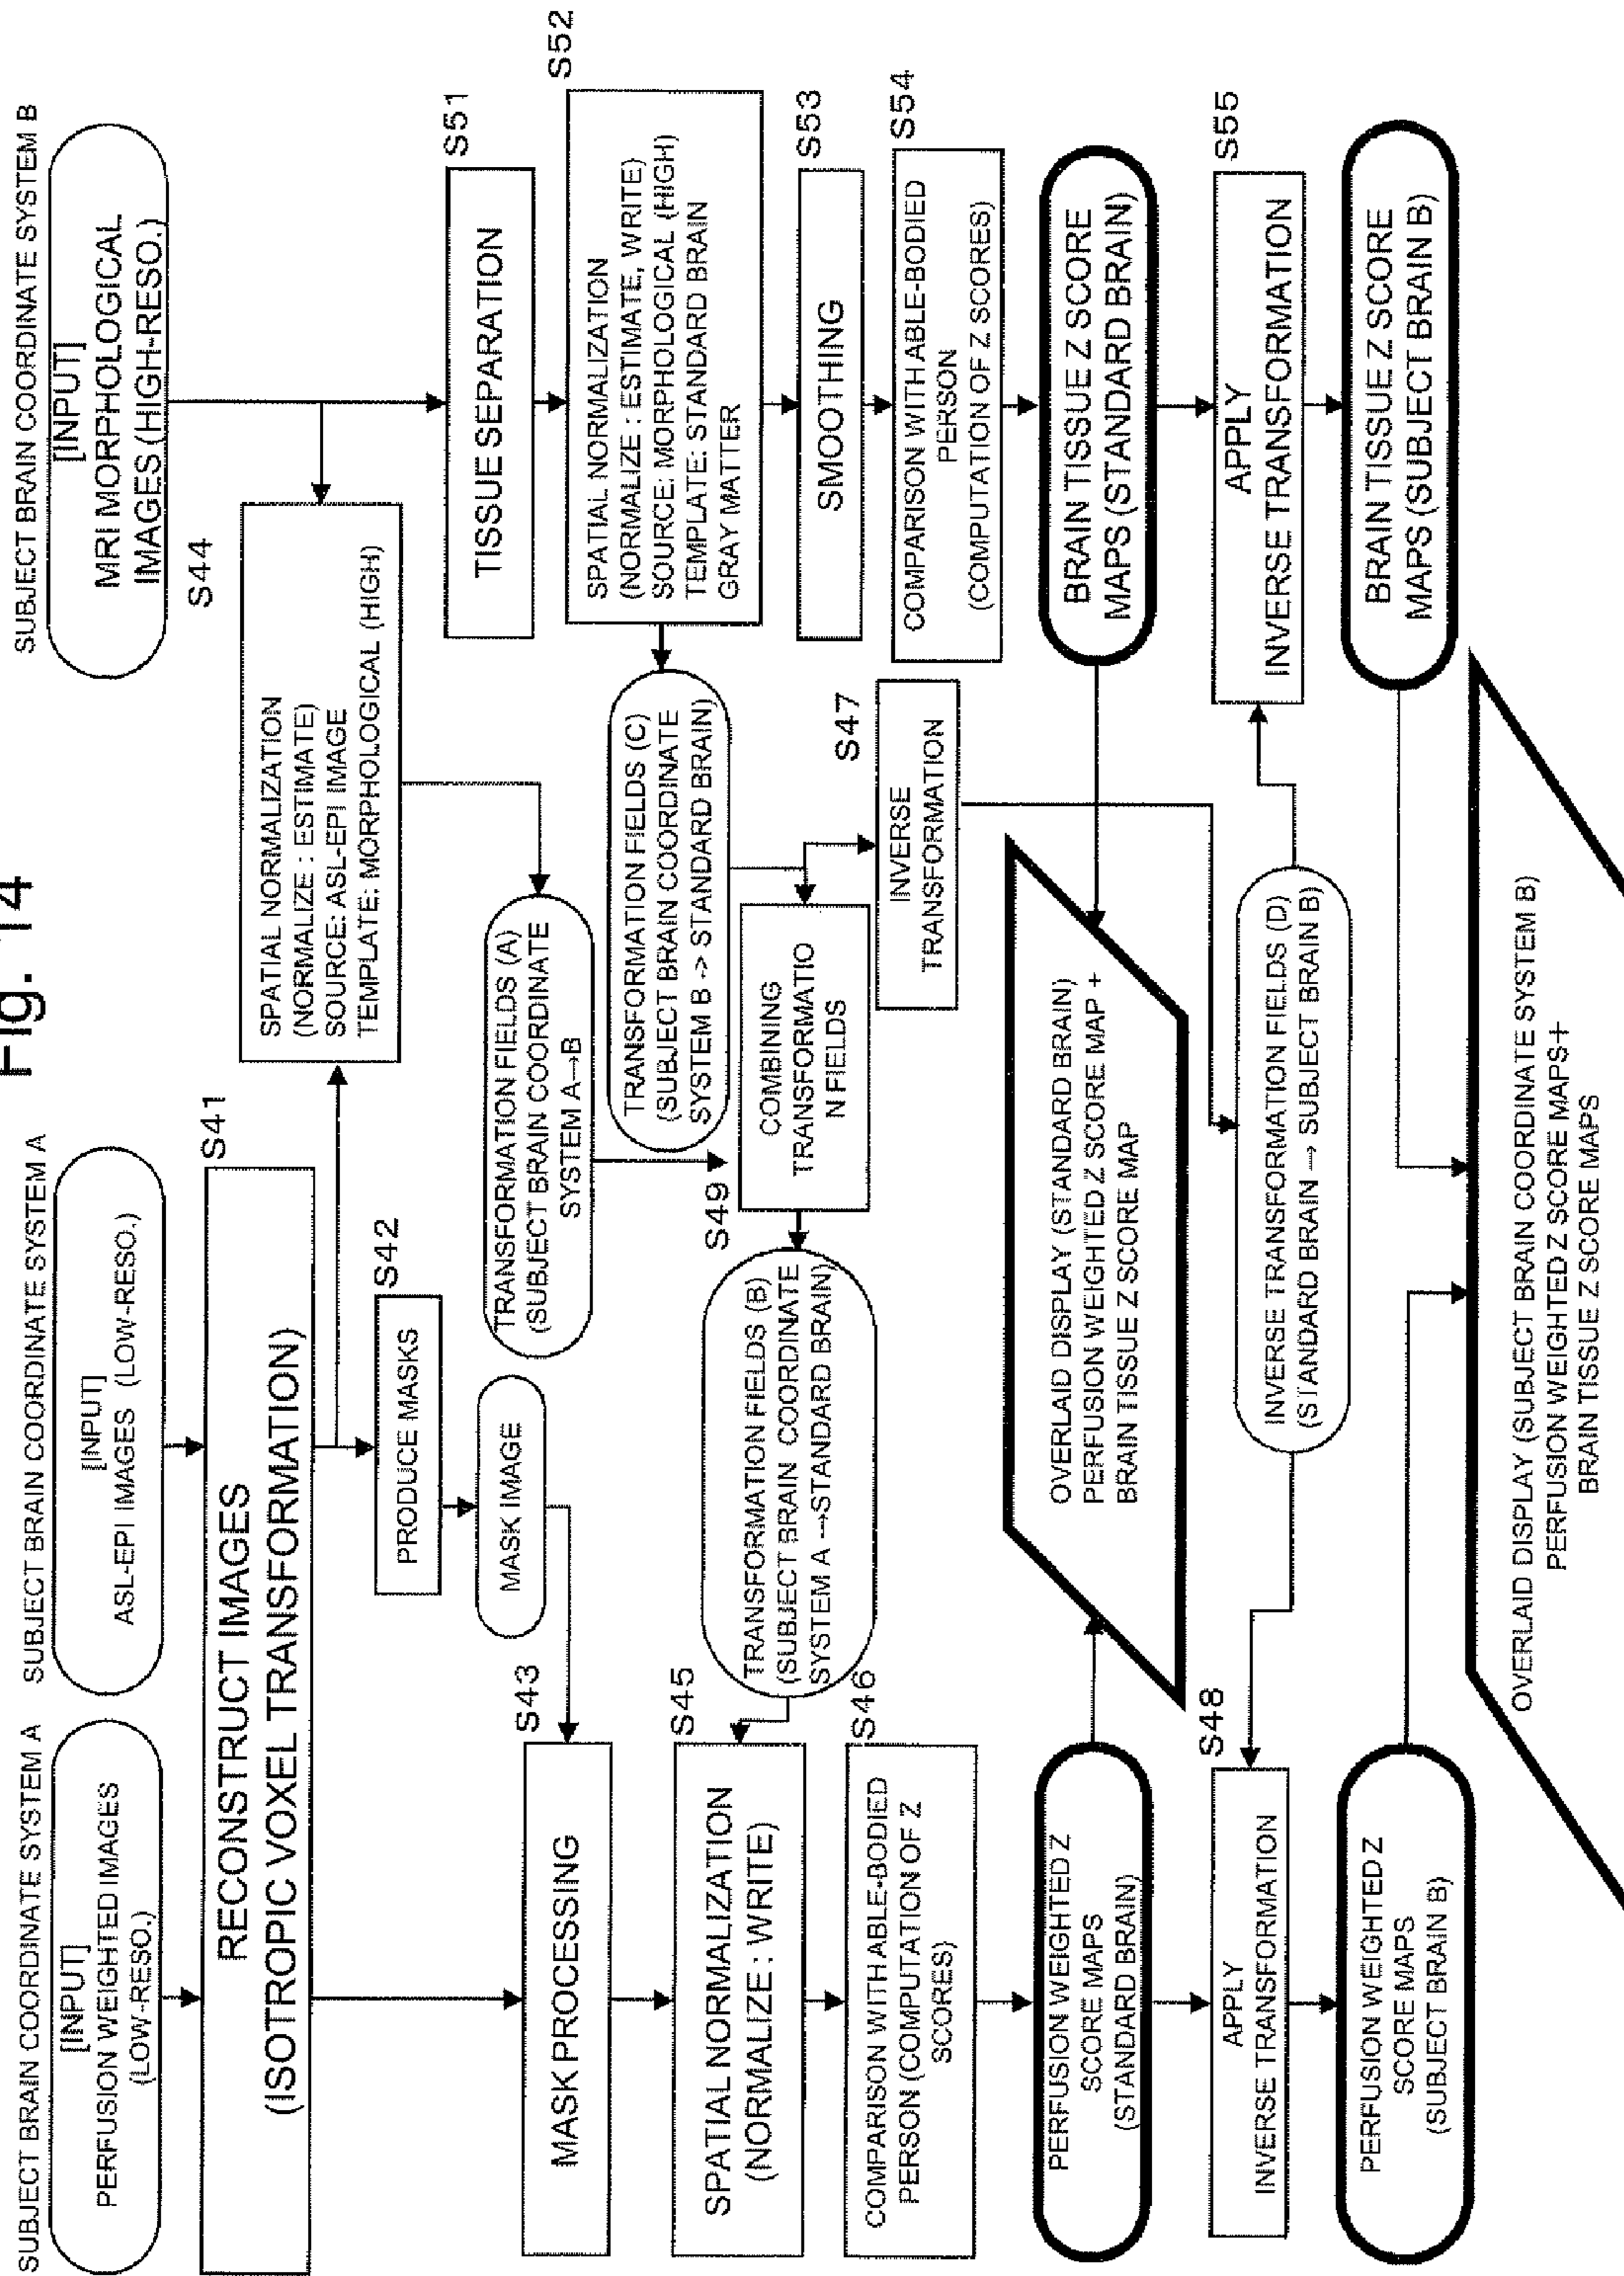 Fig. 14
SUBJECT BRAIN COORDINATE SYSTEM A
[INPUT]
PERFUSION WEIGHTED IMAGES
(LOW-RESO.)
SUBJECT BRAIN COORDINATE SYSTEM A
[INPUT]
ASL-EPI IMAGES (LOW-RESO.)
SUBJECT BRAIN COORDINATE SYSTEM B
[INPUT]
MRI MORPHOLOGICAL
IMAGES (HIGH-RESO.)
S41
RECONSTRUCT IMAGES
(ISOTROPIC VOXEL TRANSFORMATION)
S44
SPATIAL NORMALIZATION
(NORMALIZE : ESTIMATE)
SOURCE: ASL-EPI IMAGE
TEMPLATE: MORPHOLOGICAL (HIGH)
S42
PRODUCE MASKS
MASK IMAGE
S51
TISSUE SEPARATION
TRANSFORMATION FIELDS (A)
(SUBJECT BRAIN COORDINATE
SYSTEM A→B
S43
MASK PROCESSING
S52
SPATIAL NORMALIZATION
(NORMALIZE : ESTIMATE, WRITE)
SOURCE: MORPHOLOGICAL (HIGH)
TEMPLATE: STANDARD BRAIN
GRAY MATTER
TRANSFORMATION FIELDS (C)
(SUBJECT BRAIN COORDINATE
SYSTEM B -> STANDARD BRAIN)
S45
SPATIAL NORMALIZATION
(NORMALIZE : WRITE)
TRANSFORMATION FIELDS (B)
(SUBJECT BRAIN COORDINATE
SYSTEM A →STANDARD BRAIN)
S49
COMBINING
TRANSFORMATIO
N FIELDS
S53
SMOOTHING
S46
COMPARISON WITH ABLE-BODIED
PERSON (COMPUTATION OF Z
SCORES)
S47
INVERSE
TRANSFORMATION
S54
COMPARISON WITH ABLE-BODIED
PERSON
(COMPUTATION OF Z SCORES)
PERFUSION WEIGHTED Z
SCORE MAPS
(STANDARD BRAIN)
OVERLAID DISPLAY (STANDARD BRAIN)
PERFUSION WEIGHTED Z SCORE MAP +
BRAIN TISSUE Z SCORE MAP
BRAIN TISSUE Z SCORE
MAPS (STANDARD BRAIN)
S48
APPLY
INVERSE TRANSFORMATION
INVERSE TRANSFORMATION FIELDS (D)
(STANDARD BRAIN → SUBJECT BRAIN B)
S55
APPLY
INVERSE TRANSFORMATION
PERFUSION WEIGHTED Z
SCORE MAPS
(SUBJECT BRAIN B)
BRAIN TISSUE Z SCORE
MAPS (SUBJECT BRAIN B)
OVERLAID DISPLAY (SUBJECT BRAIN COORDINATE SYSTEM B)
PERFUSION WEIGHTED Z SCORE MAPS+
BRAIN TISSUE Z SCORE MAPS